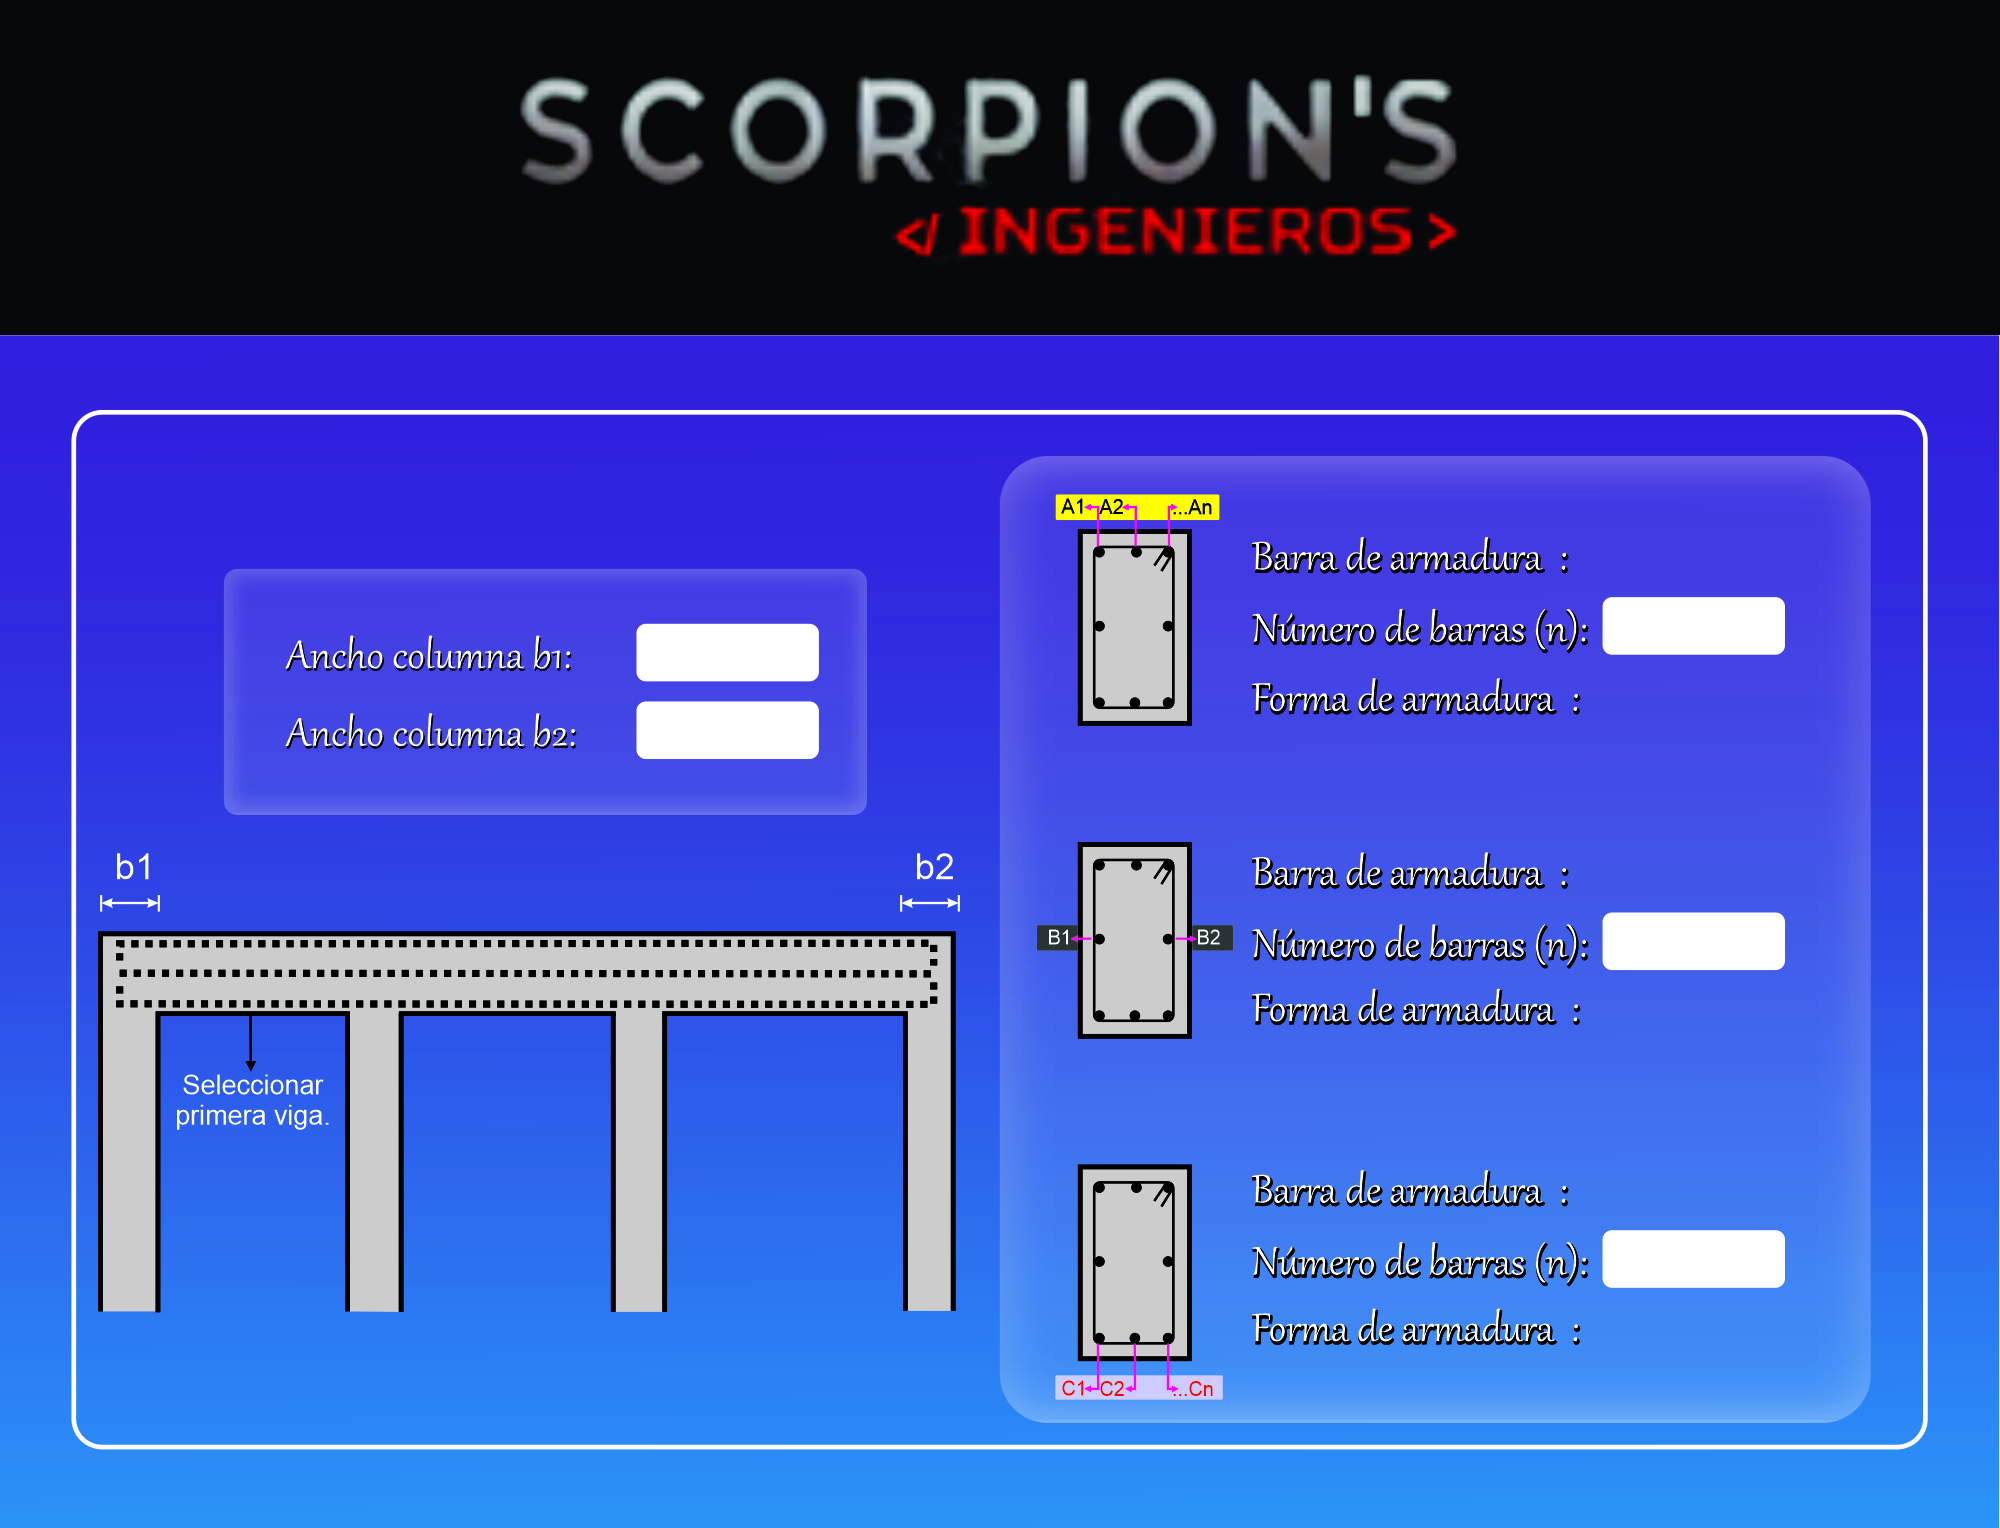 SCORPION'S
</ INGENIEROS >
Ancho columna b1:
Ancho columna b2:
b1
b2
Seleccionar
primera viga.
A1 A2 ...An
Barra de armadura :
Número de barras (n):
Forma de armadura :
B1 B2
Barra de armadura :
Número de barras (n):
Forma de armadura :
Barra de armadura :
Número de barras (n):
Forma de armadura :
C1 C2 ...Cn